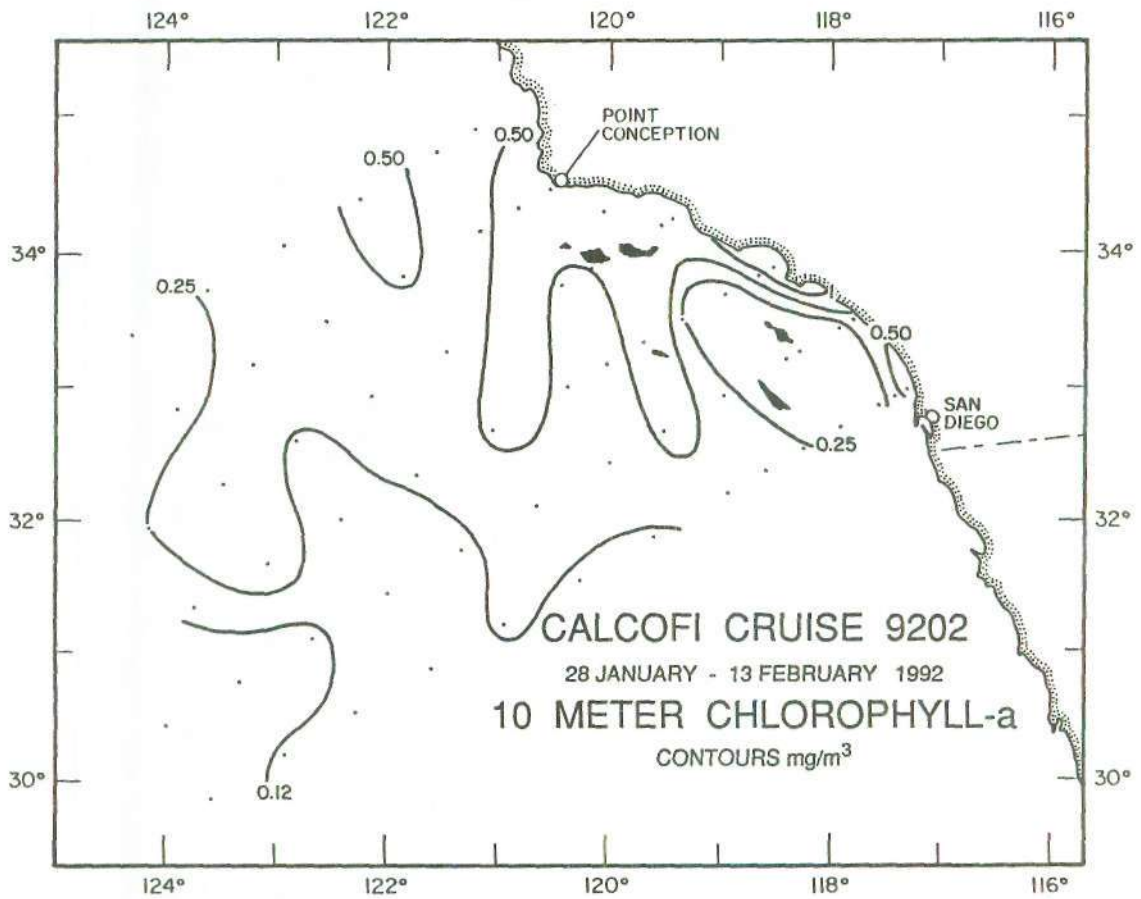 124° 122° 120° 118° 116°
POINT
CONCEPTION
0.50
0.50
34°
34°
0.25
0.50
SAN
DIEGO
0.25
32°
32°
CALCOFI CRUISE 9202
28 JANUARY - 13 FEBRUARY 1992
10 METER CHLOROPHYLL-a
CONTOURS mg/m³
30°
30°
0.12
124° 122° 120° 118° 116°